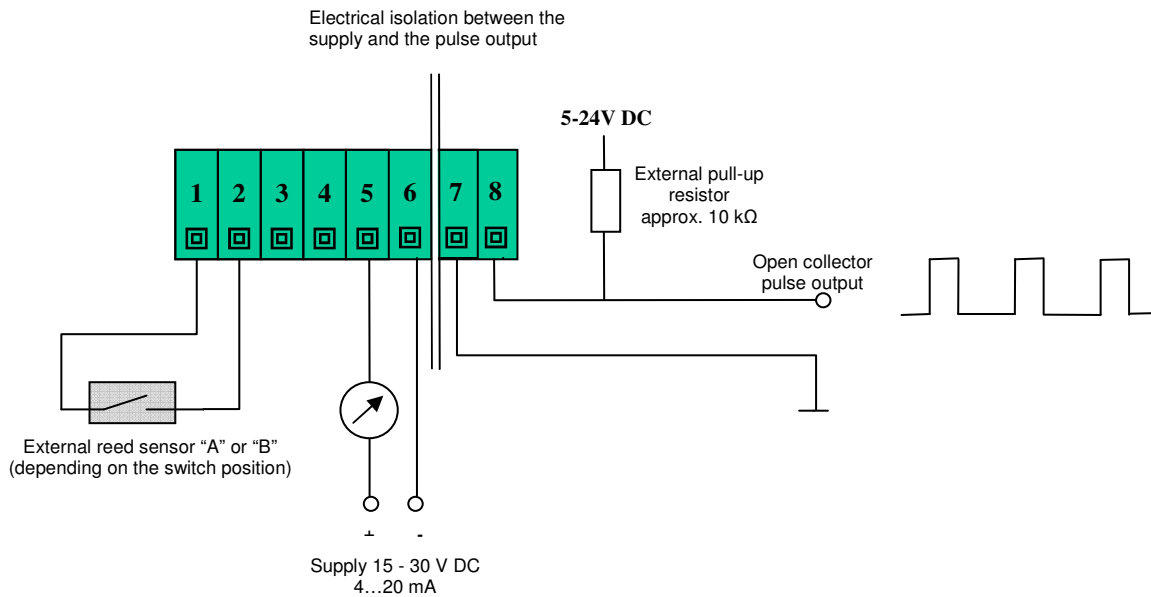 Electrical isolation between the
supply and the pulse output
5-24V DC
External pull-up
resistor
approx. 10 kΩ
1 2 3 4 5 6 7 8
Open collector
pulse output
External reed sensor “A” or “B”
(depending on the switch position)
+ -
Supply 15 - 30 V DC
4…20 mA